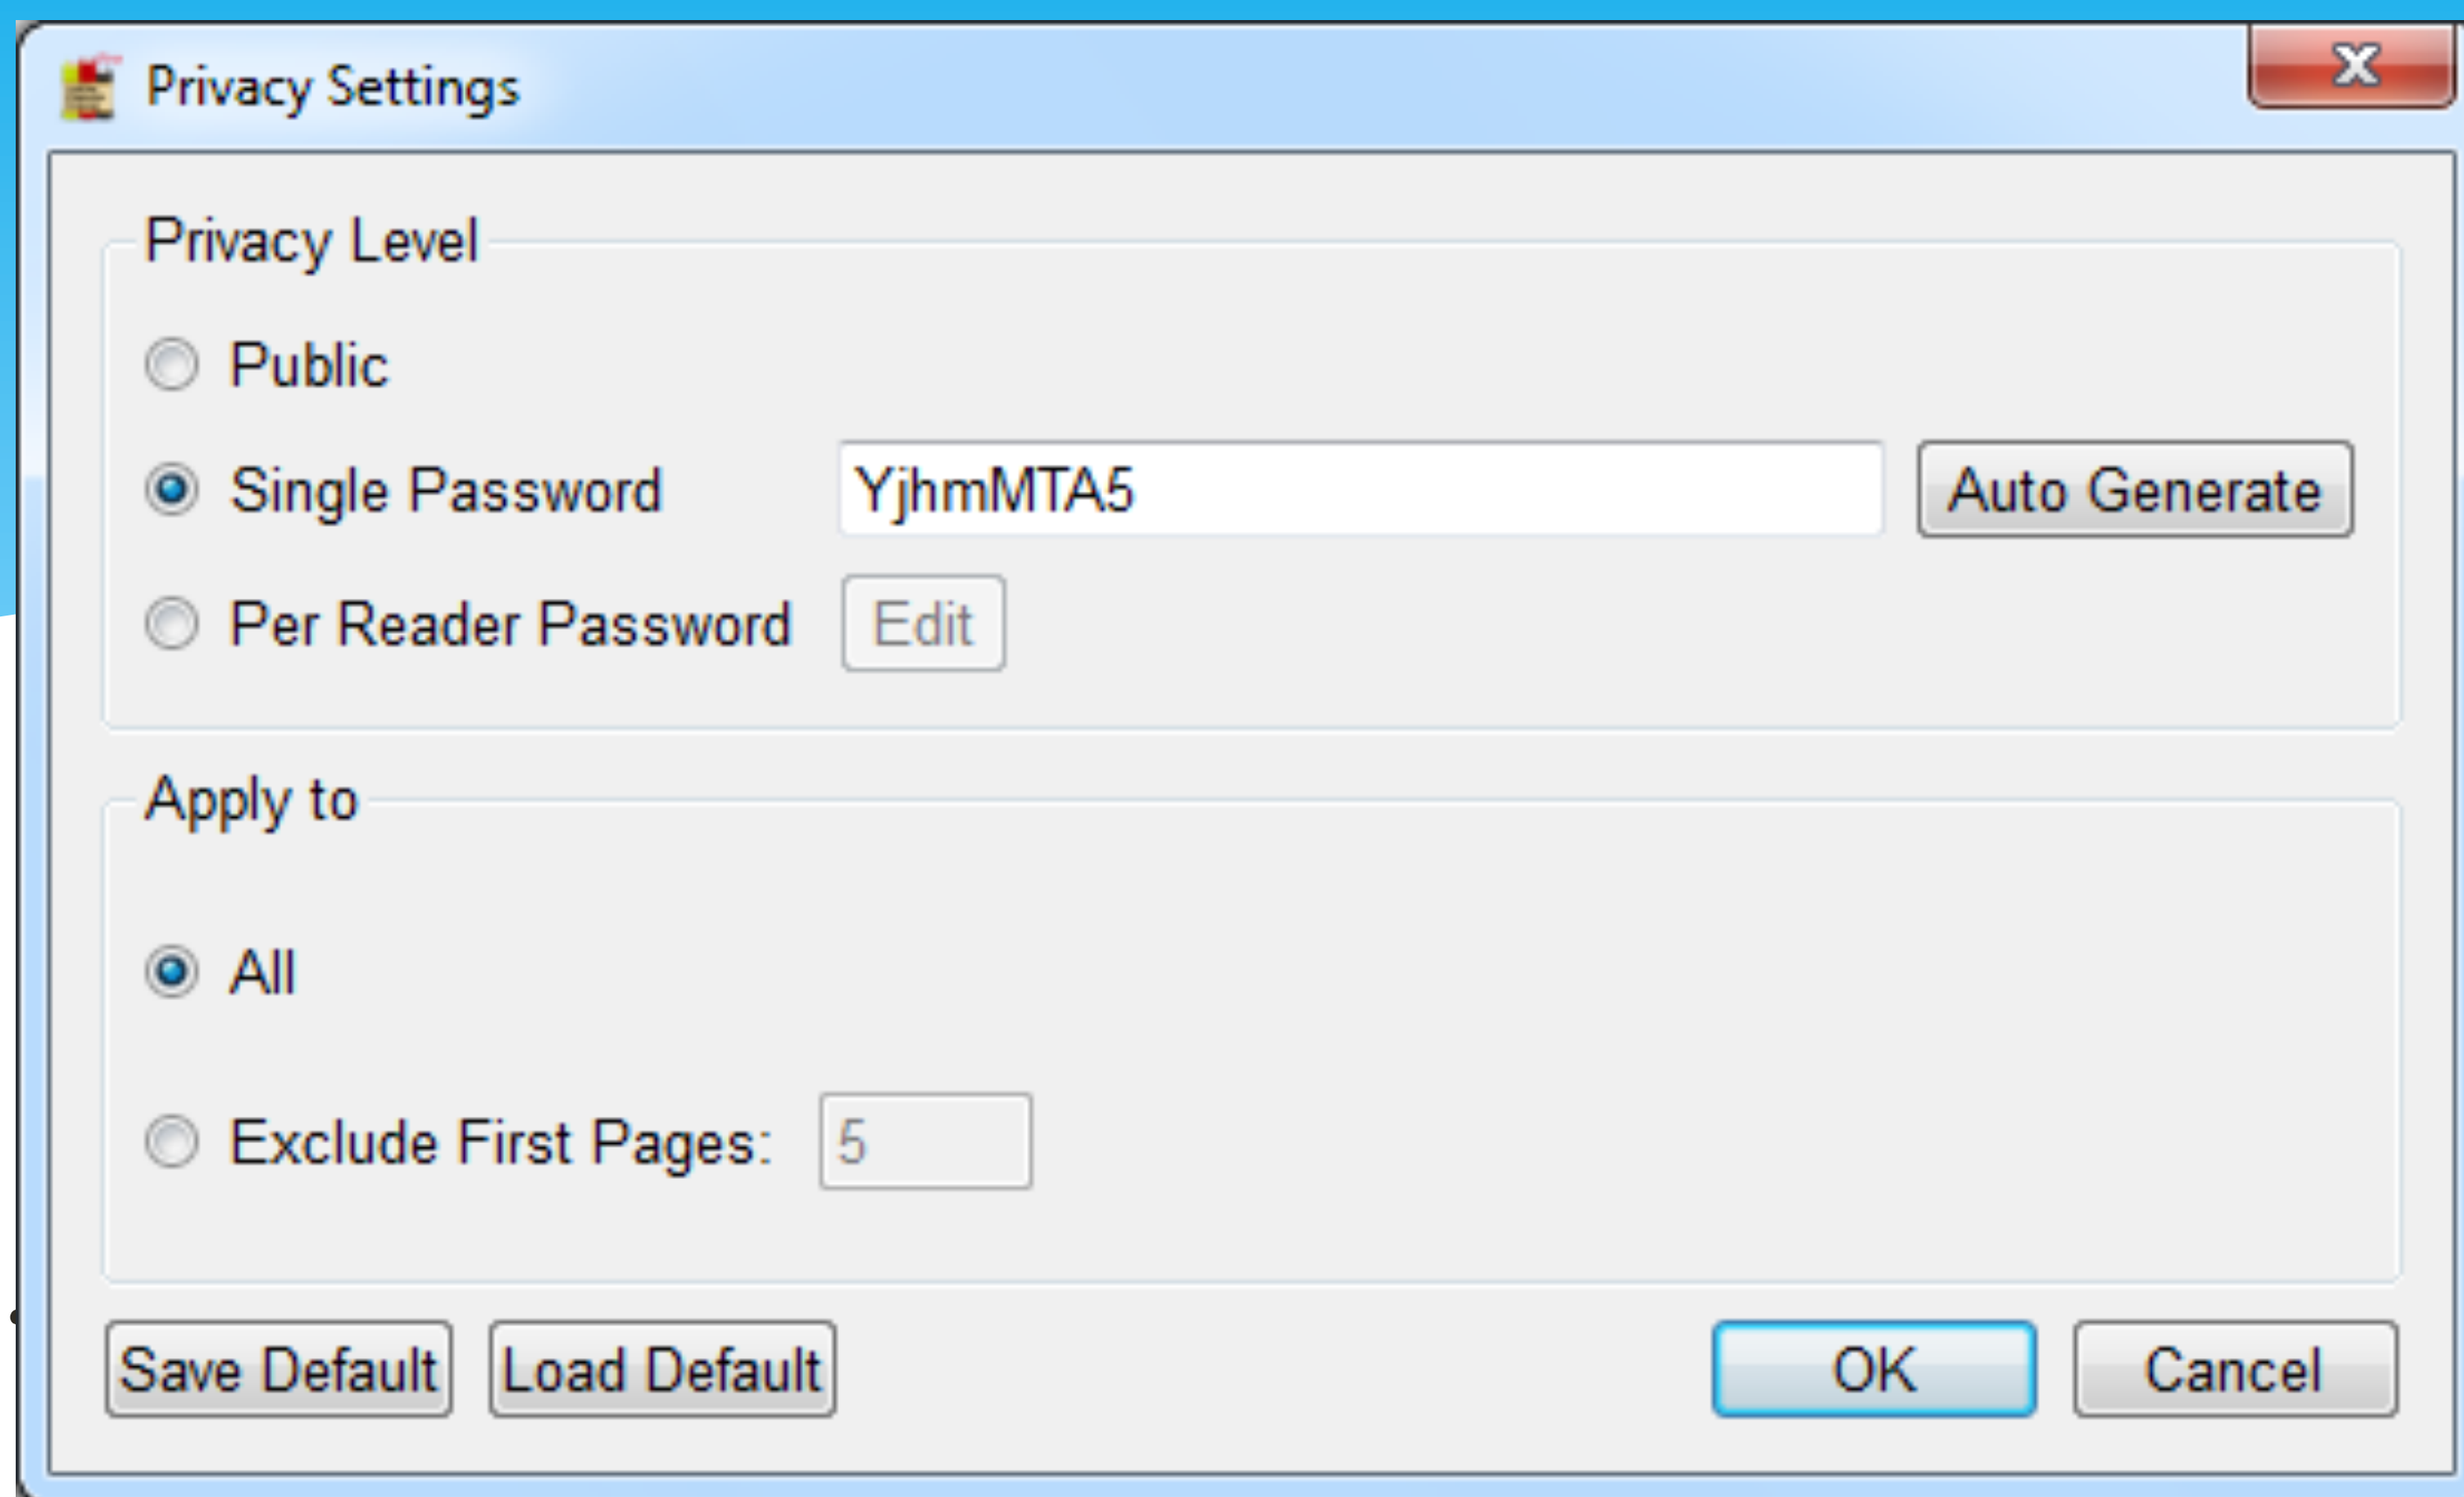 Privacy Settings
Privacy Level
Public
Single Password YjhmMTA5 Auto Generate
Per Reader Password Edit
Apply to
All
Exclude First Pages: 5
Save Default Load Default OK Cancel